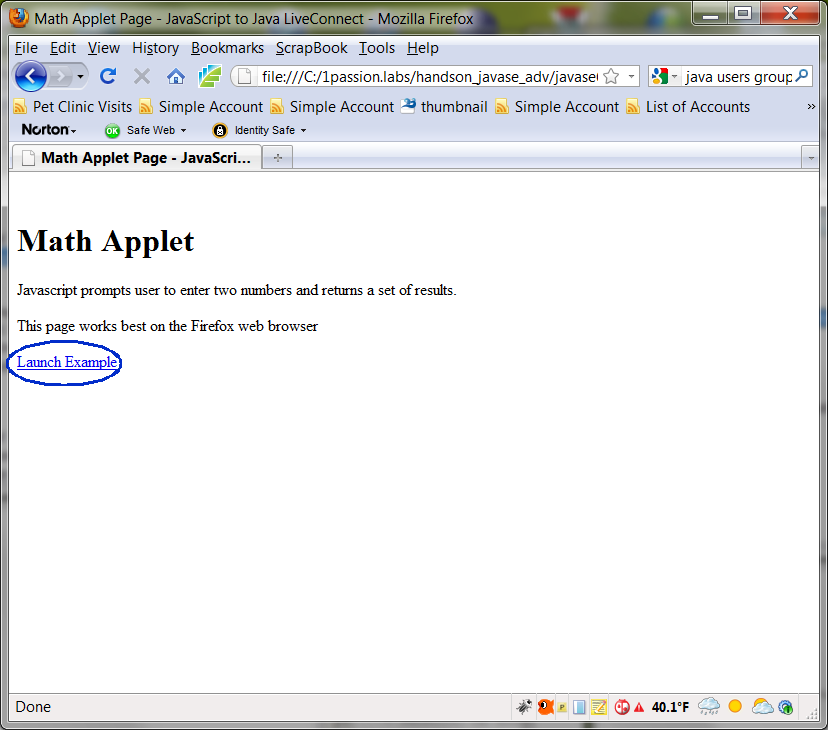 Math Applet Page - JavaScript to Java LiveConnect - Mozilla Firefox
File Edit View History Bookmarks ScrapBook Tools Help
file:///C:/1passion.labs/handson_javase_adv/javase java users group
Pet Clinic Visits Simple Account Simple Account thumbnail Simple Account List of Accounts »
Norton Safe Web Identity Safe
OK
Math Applet Page - JavaScri...
Math Applet
Javascript prompts user to enter two numbers and returns a set of results.
This page works best on the Firefox web browser
Launch Example
Done P 40.1°F